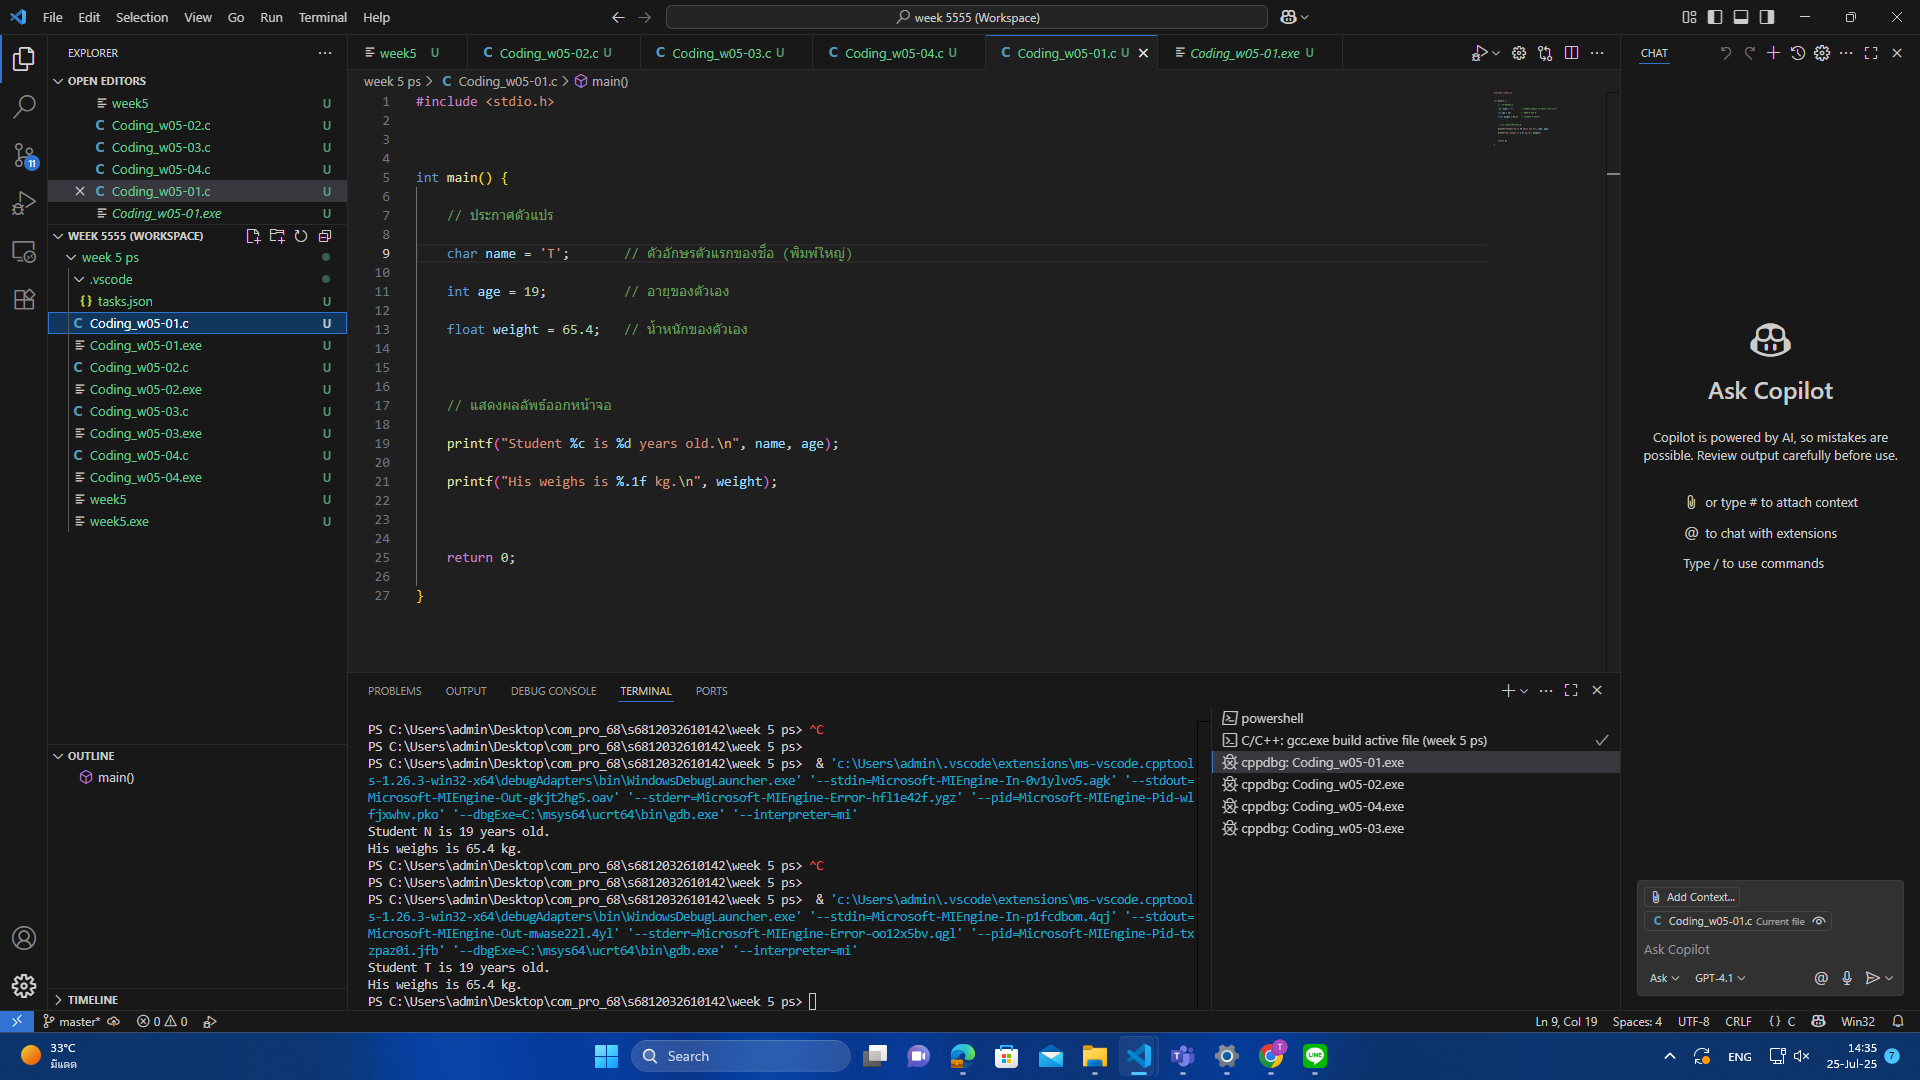 File Edit Selection View Go Run Terminal Help
week 5555 (Workspace)
EXPLORER
OPEN EDITORS
week5 U
Coding_w05-02.c U
Coding_w05-03.c U
Coding_w05-04.c U
Coding_w05-01.c U
Coding_w05-01.exe U
WEEK 5555 (WORKSPACE)
week 5 ps
.vscode
tasks.json U
Coding_w05-01.c U
Coding_w05-01.exe U
Coding_w05-02.c U
Coding_w05-02.exe U
Coding_w05-03.c U
Coding_w05-03.exe U
Coding_w05-04.c U
Coding_w05-04.exe U
week5 U
week5.exe U
OUTLINE
main()
TIMELINE
11
week5 U C Coding_w05-02.c U C Coding_w05-03.c U C Coding_w05-04.c U C Coding_w05-01.c U Coding_w05-01.exe U
week 5 ps > C Coding_w05-01.c > main()
1 #include <stdio.h>
2
3
4
5 int main() {
6
7 // ประกาศตัวแปร
8
9 char name = 'T'; // ตัวอักษรตัวแรกของชื่อ (พิมพ์ใหญ่)
10
11 int age = 19; // อายุของตัวเอง
12
13 float weight = 65.4; // น้ำหนักของตัวเอง
14
15
16
17 // แสดงผลลัพธ์ออกหน้าจอ
18
19 printf("Student %c is %d years old.\n", name, age);
20
21 printf("His weighs is %.1f kg.\n", weight);
22
23
24
25 return 0;
26
27 }
PROBLEMS OUTPUT DEBUG CONSOLE TERMINAL PORTS
PS C:\Users\admin\Desktop\com_pro_68\s6812032610142\week 5 ps> ^C
PS C:\Users\admin\Desktop\com_pro_68\s6812032610142\week 5 ps>
PS C:\Users\admin\Desktop\com_pro_68\s6812032610142\week 5 ps> & 'c:\Users\admin\.vscode\extensions\ms-vscode.cpptool
s-1.26.3-win32-x64\debugAdapters\bin\WindowsDebugLauncher.exe' '--stdin=Microsoft-MIEngine-In-0v1ylvo5.agk' '--stdout=
Microsoft-MIEngine-Out-gkjt2hg5.oav' '--stderr=Microsoft-MIEngine-Error-hfl1e42f.ygz' '--pid=Microsoft-MIEngine-Pid-wl
fjxwhv.pko' '--dbgExe=C:\msys64\ucrt64\bin\gdb.exe' '--interpreter=mi'
Student N is 19 years old.
His weighs is 65.4 kg.
PS C:\Users\admin\Desktop\com_pro_68\s6812032610142\week 5 ps> ^C
PS C:\Users\admin\Desktop\com_pro_68\s6812032610142\week 5 ps>
PS C:\Users\admin\Desktop\com_pro_68\s6812032610142\week 5 ps> & 'c:\Users\admin\.vscode\extensions\ms-vscode.cpptool
s-1.26.3-win32-x64\debugAdapters\bin\WindowsDebugLauncher.exe' '--stdin=Microsoft-MIEngine-In-p1fcdbom.4qj' '--stdout=
Microsoft-MIEngine-Out-mwase22l.4yl' '--stderr=Microsoft-MIEngine-Error-oo12x5bv.qgl' '--pid=Microsoft-MIEngine-Pid-tx
zpaz0i.jfb' '--dbgExe=C:\msys64\ucrt64\bin\gdb.exe' '--interpreter=mi'
Student T is 19 years old.
His weighs is 65.4 kg.
PS C:\Users\admin\Desktop\com_pro_68\s6812032610142\week 5 ps>
powershell
C/C++: gcc.exe build active file (week 5 ps)
cppdbg: Coding_w05-01.exe
cppdbg: Coding_w05-02.exe
cppdbg: Coding_w05-04.exe
cppdbg: Coding_w05-03.exe
CHAT
Ask Copilot
Copilot is powered by AI, so mistakes are
possible. Review output carefully before use.
or type # to attach context
@ to chat with extensions
Type / to use commands
Add Context...
C Coding_w05-01.c Current file
Ask Copilot
Ask GPT-4.1 @
master* 0 0
Ln 9, Col 19 Spaces: 4 UTF-8 CRLF {} C Win32
33°C
มีแดด
Search
T
LINE
ENG
14:35
25-Jul-25
7